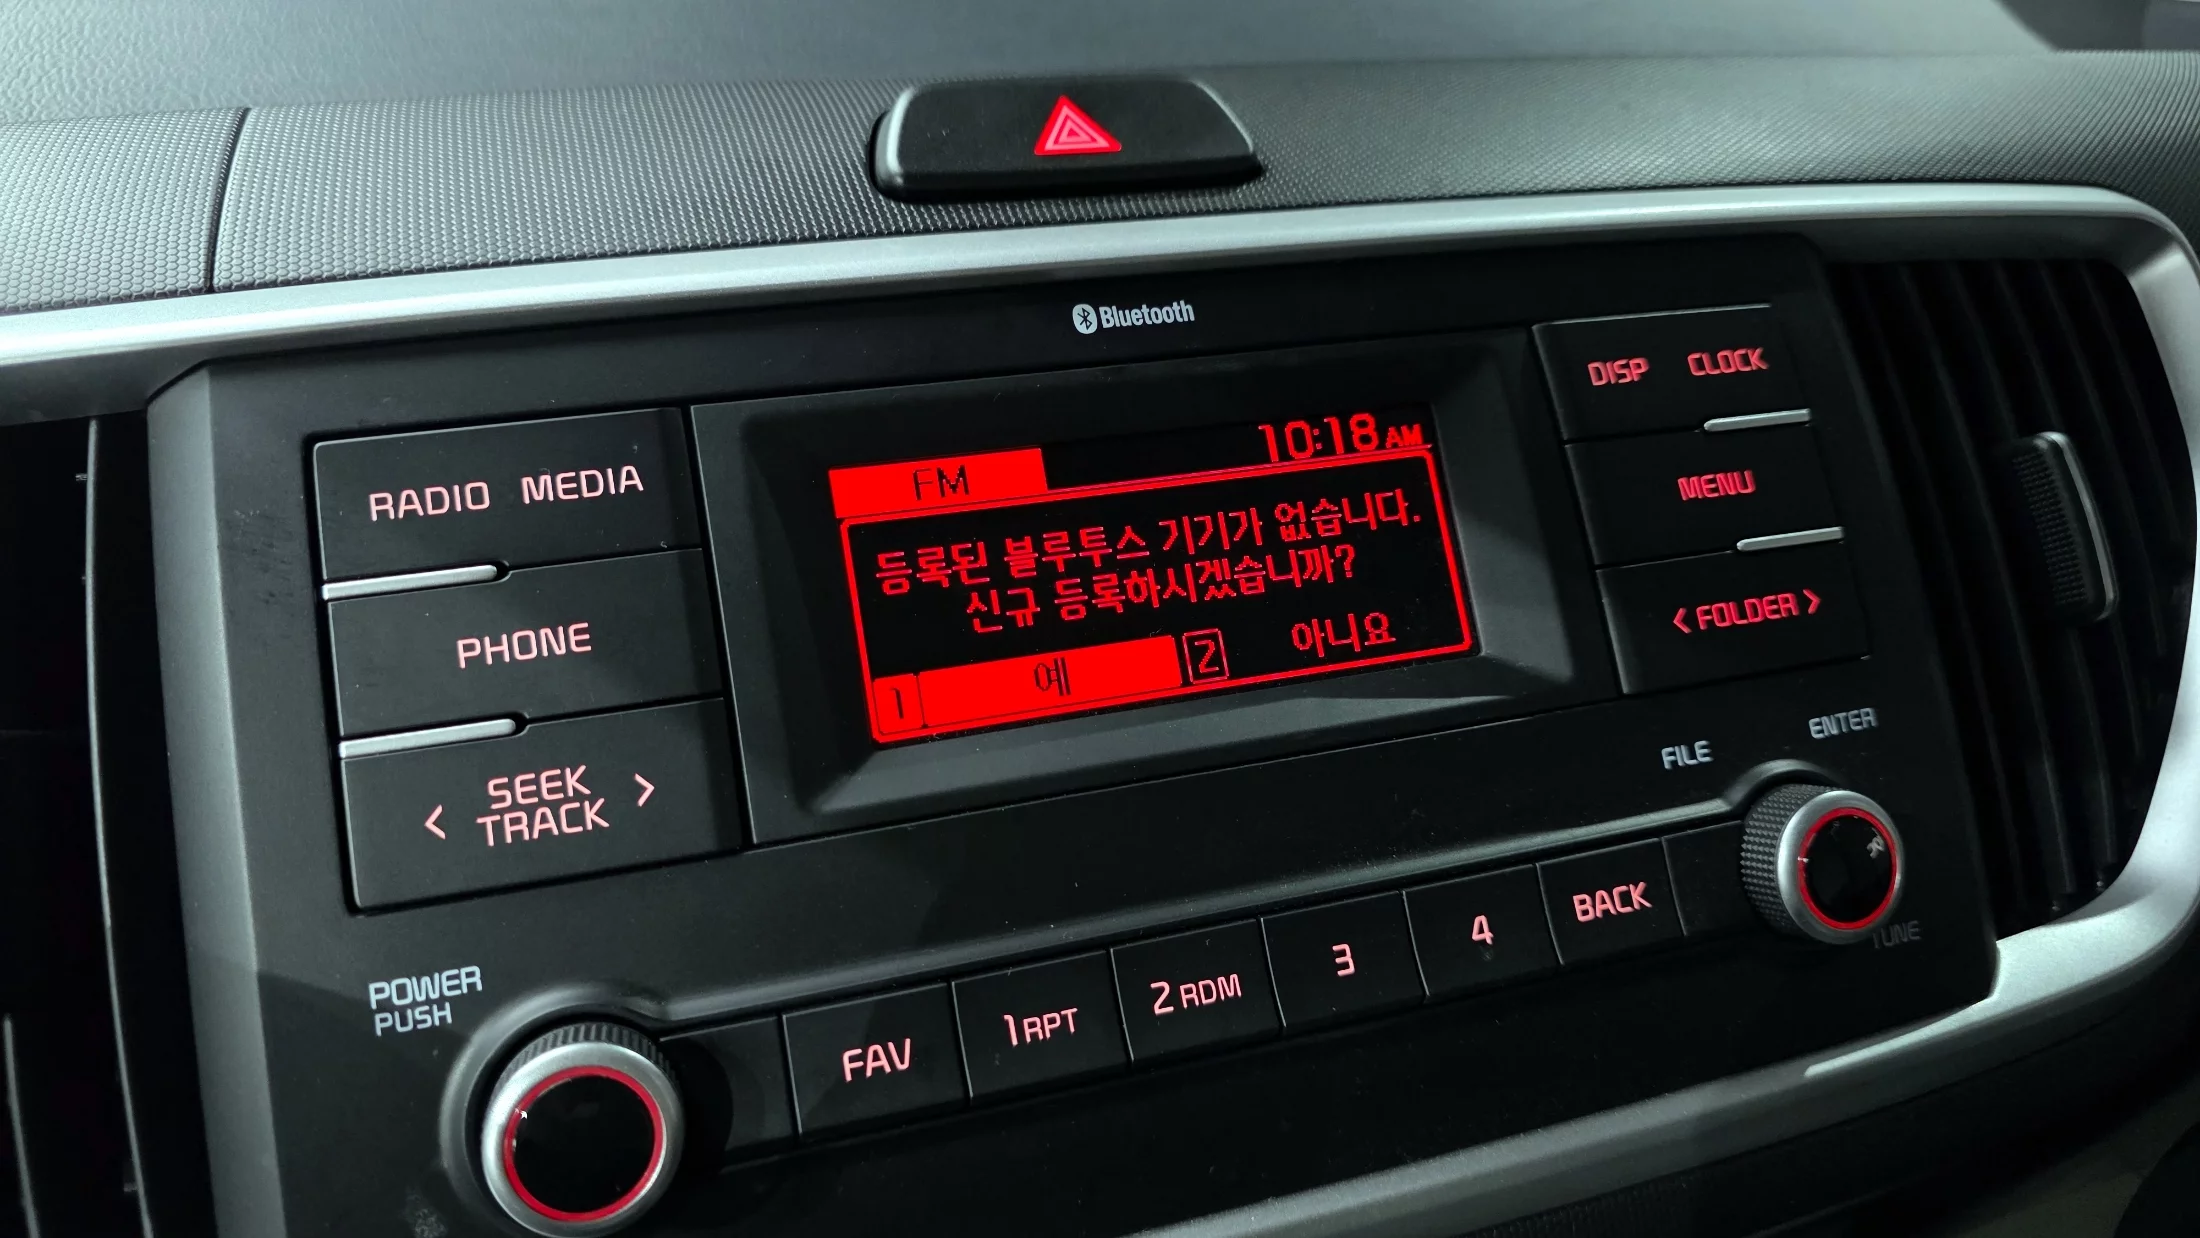 Bluetooth
RADIO MEDIA
PHONE
< SEEK TRACK >
FM
10:18 AM
등록된 블루투스 기기가 없습니다.
신규 등록하시겠습니까?
1 예 2 아니요
DISP CLOCK
MENU
< FOLDER >
FILE
ENTER
TUNE
POWER
PUSH
FAV 1 RPT 2 RDM 3 4 BACK